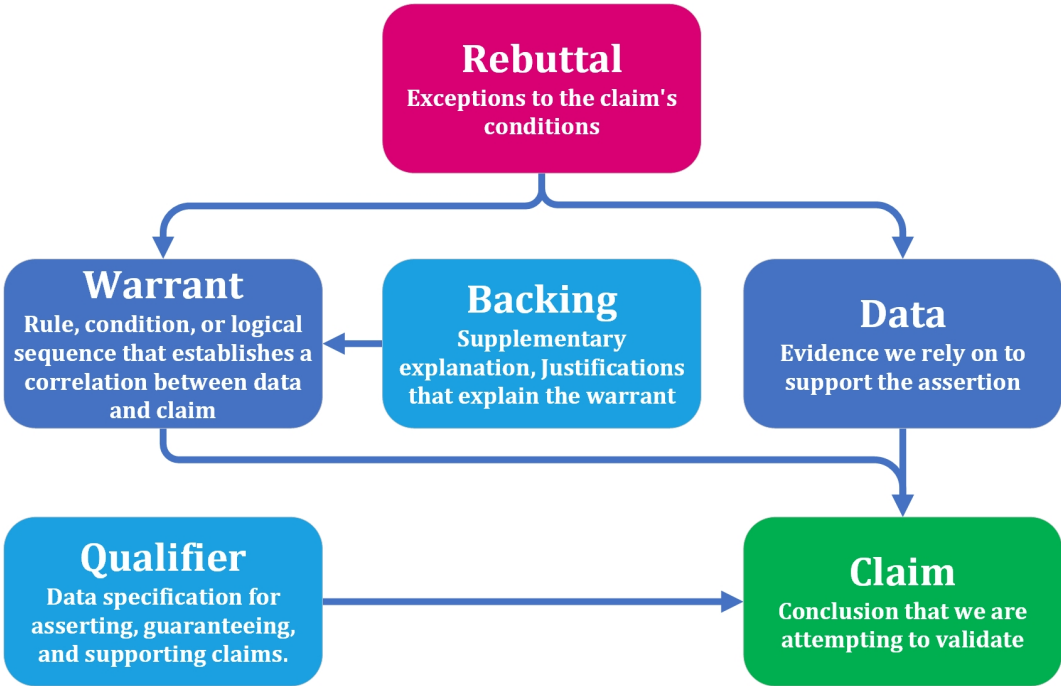 Rebuttal
Exceptions to the claim's
conditions
Warrant
Rule, condition, or logical
sequence that establishes a
correlation between data
and claim
Backing
Supplementary
explanation, Justifications
that explain the warrant
Data
Evidence we rely on to
support the assertion
Qualifier
Data specification for
asserting, guaranteeing,
and supporting claims.
Claim
Conclusion that we are
attempting to validate